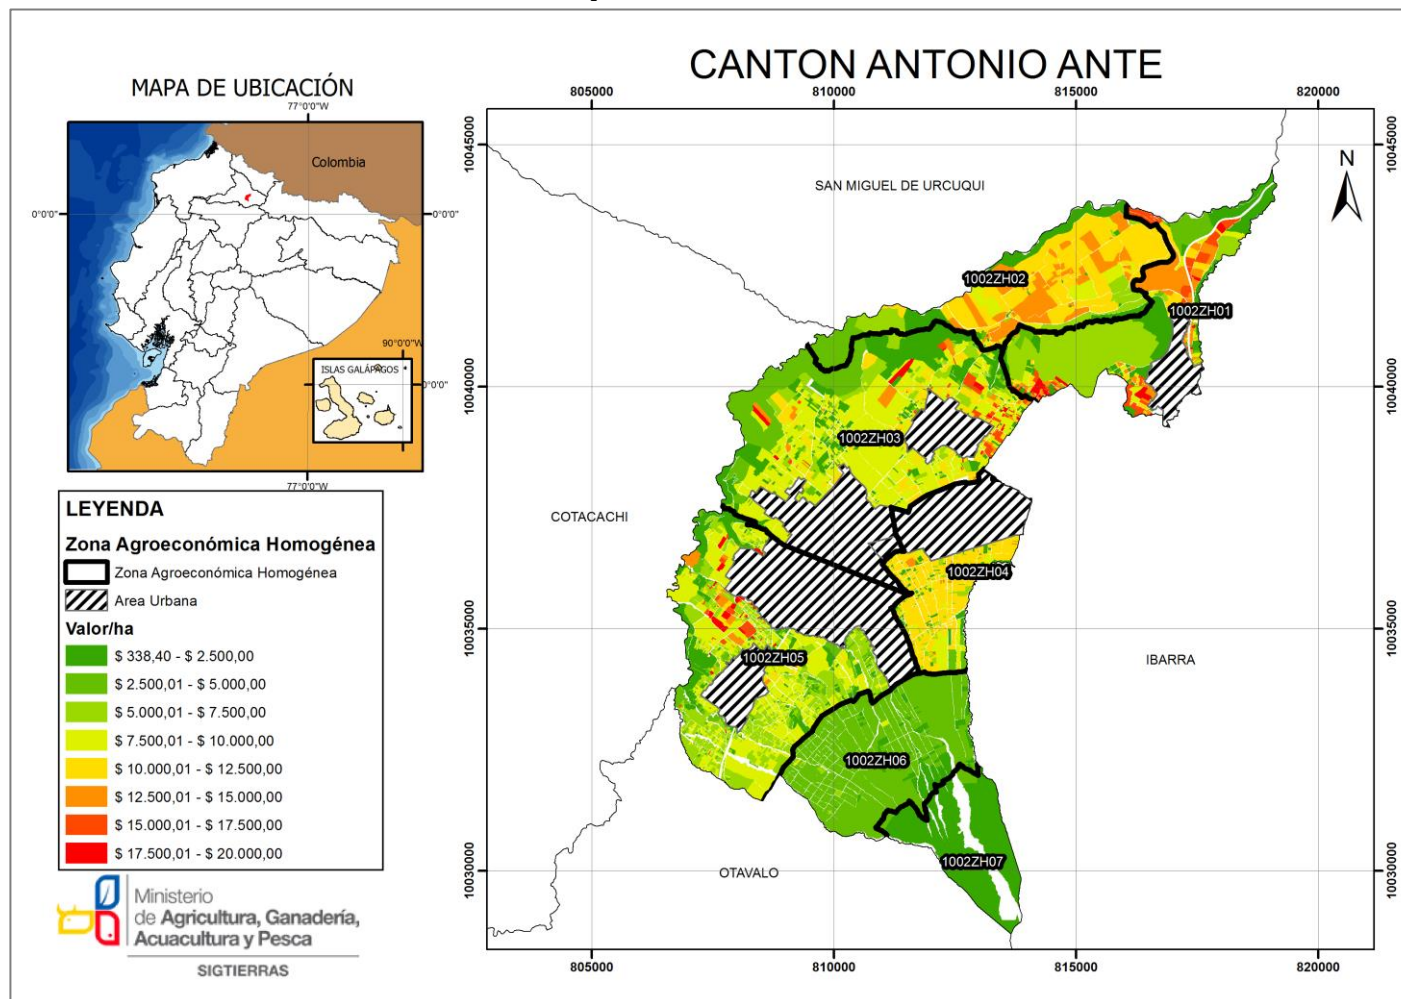 CANTON ANTONIO ANTE
MAPA DE UBICACIÓN
77°0'0"W
Colombia
0°0'0"
0°0'0"
90°0'0"W
ISLAS GALÁPAGOS
0°0'0"
77°0'0"W
LEYENDA
Zona Agroeconómica Homogénea
Zona Agroeconómica Homogénea
Area Urbana
Valor/ha
$ 338,40 - $ 2.500,00
$ 2.500,01 - $ 5.000,00
$ 5.000,01 - $ 7.500,00
$ 7.500,01 - $ 10.000,00
$ 10.000,01 - $ 12.500,00
$ 12.500,01 - $ 15.000,00
$ 15.000,01 - $ 17.500,00
$ 17.500,01 - $ 20.000,00
Ministerio
de Agricultura, Ganadería,
Acuacultura y Pesca
SIGTIERRAS
805000
810000
815000
820000
10045000
10045000
N
SAN MIGUEL DE URCUQUI
1002ZH02
1002ZH01
10040000
10040000
1002ZH03
COTACACHI
1002ZH04
10035000
10035000
1002ZH05
IBARRA
1002ZH06
1002ZH07
OTAVALO
10030000
10030000
805000
810000
815000
820000